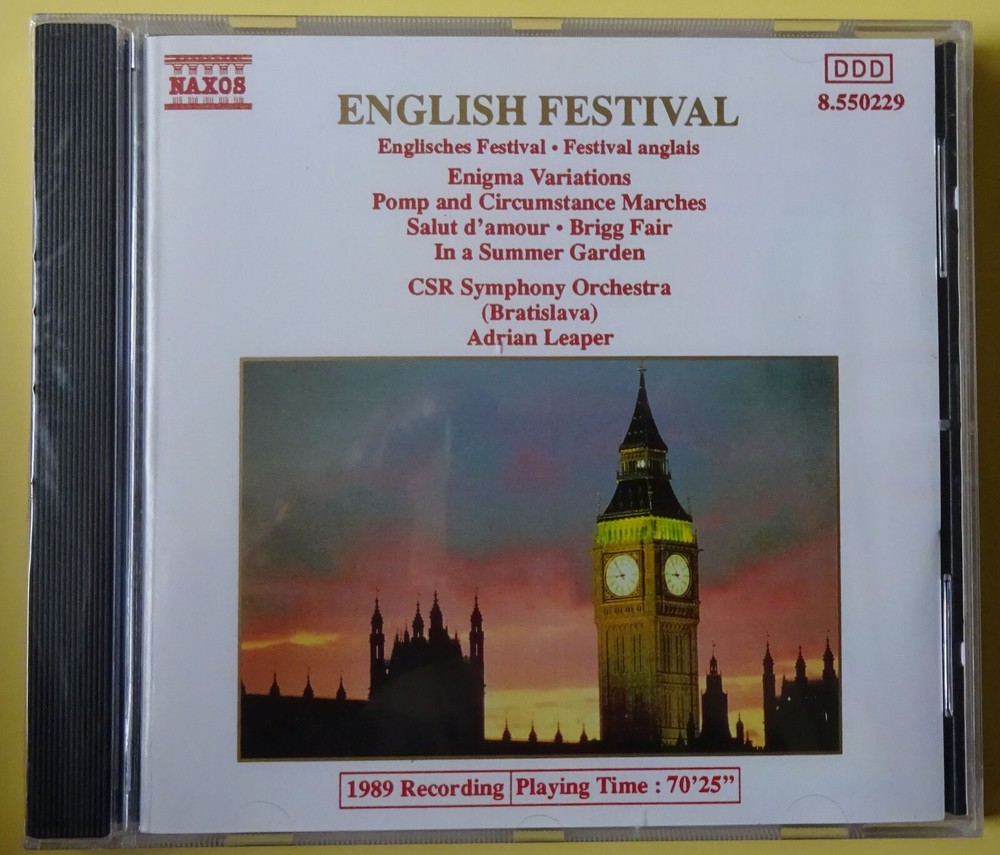 NAXOS
DDD
8.550229
ENGLISH FESTIVAL
Englisches Festival • Festival anglais
Enigma Variations
Pomp and Circumstance Marches
Salut d'amour • Brigg Fair
In a Summer Garden
CSR Symphony Orchestra
(Bratislava)
Adrian Leaper
1989 Recording Playing Time : 70'25”